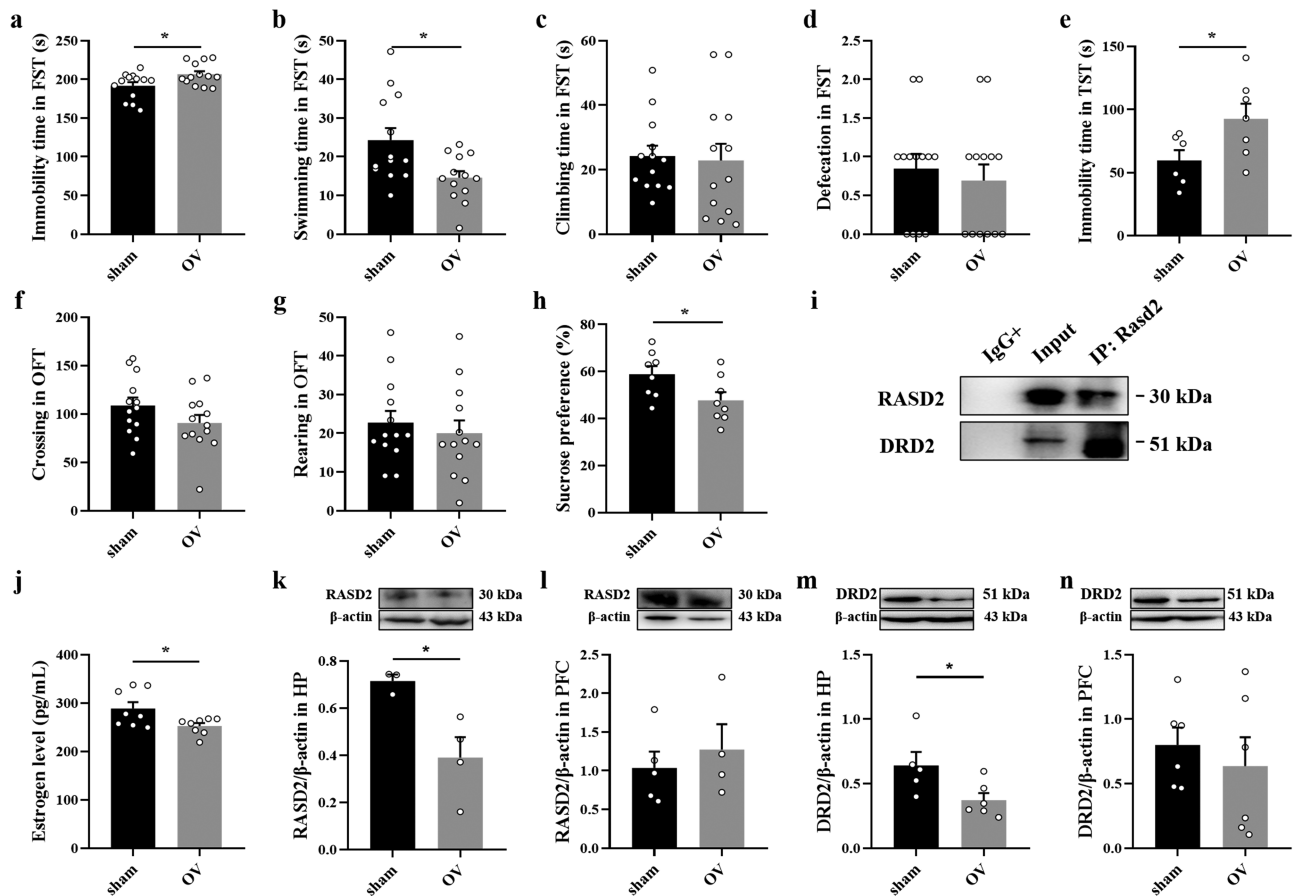 a
*
Immobility time in FST (s)
250
200
150
100
50
0
sham
OV
b
*
Swimming time in FST (s)
50
40
30
20
10
0
sham
OV
c
Climbing time in FST (s)
60
40
20
0
sham
OV
d
Defecation in FST
2.5
2.0
1.5
1.0
0.5
0.0
sham
OV
e
*
Immobility time in TST (s)
150
100
50
0
sham
OV
f
Crossing in OFT
200
150
100
50
0
sham
OV
g
Rearing in OFT
50
40
30
20
10
0
sham
OV
h
*
Sucrose preference (%)
80
60
40
20
0
sham
OV
i
IgG+
Input
IP: Rasd2
RASD2
- 30 kDa
DRD2
- 51 kDa
j
*
Estrogen level (pg/mL)
400
300
200
100
0
sham
OV
k
RASD2
30 kDa
β-actin
43 kDa
*
RASD2/β-actin in HP
0.8
0.6
0.4
0.2
0.0
sham
OV
l
RASD2
30 kDa
β-actin
43 kDa
RASD2/β-actin in PFC
2.5
2.0
1.5
1.0
0.5
0.0
sham
OV
m
DRD2
51 kDa
β-actin
43 kDa
*
DRD2/β-actin in HP
1.5
1.0
0.5
0.0
sham
OV
n
DRD2
51 kDa
β-actin
43 kDa
DRD2/β-actin in PFC
1.5
1.0
0.5
0.0
sham
OV